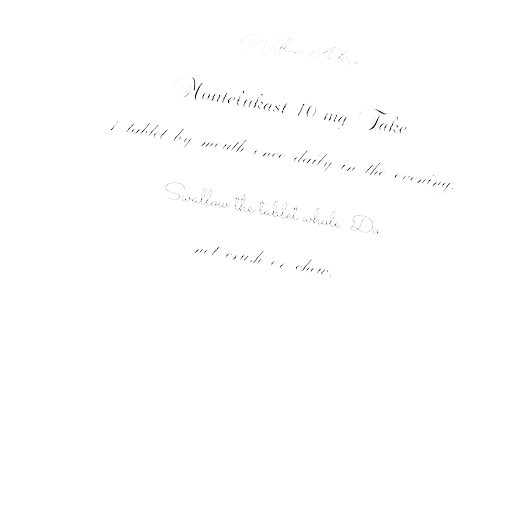 Montelukast 10 mg Take
1 tablet by mouth once daily in the evening.
Swallow the tablet whole. Do
not crush or chew.